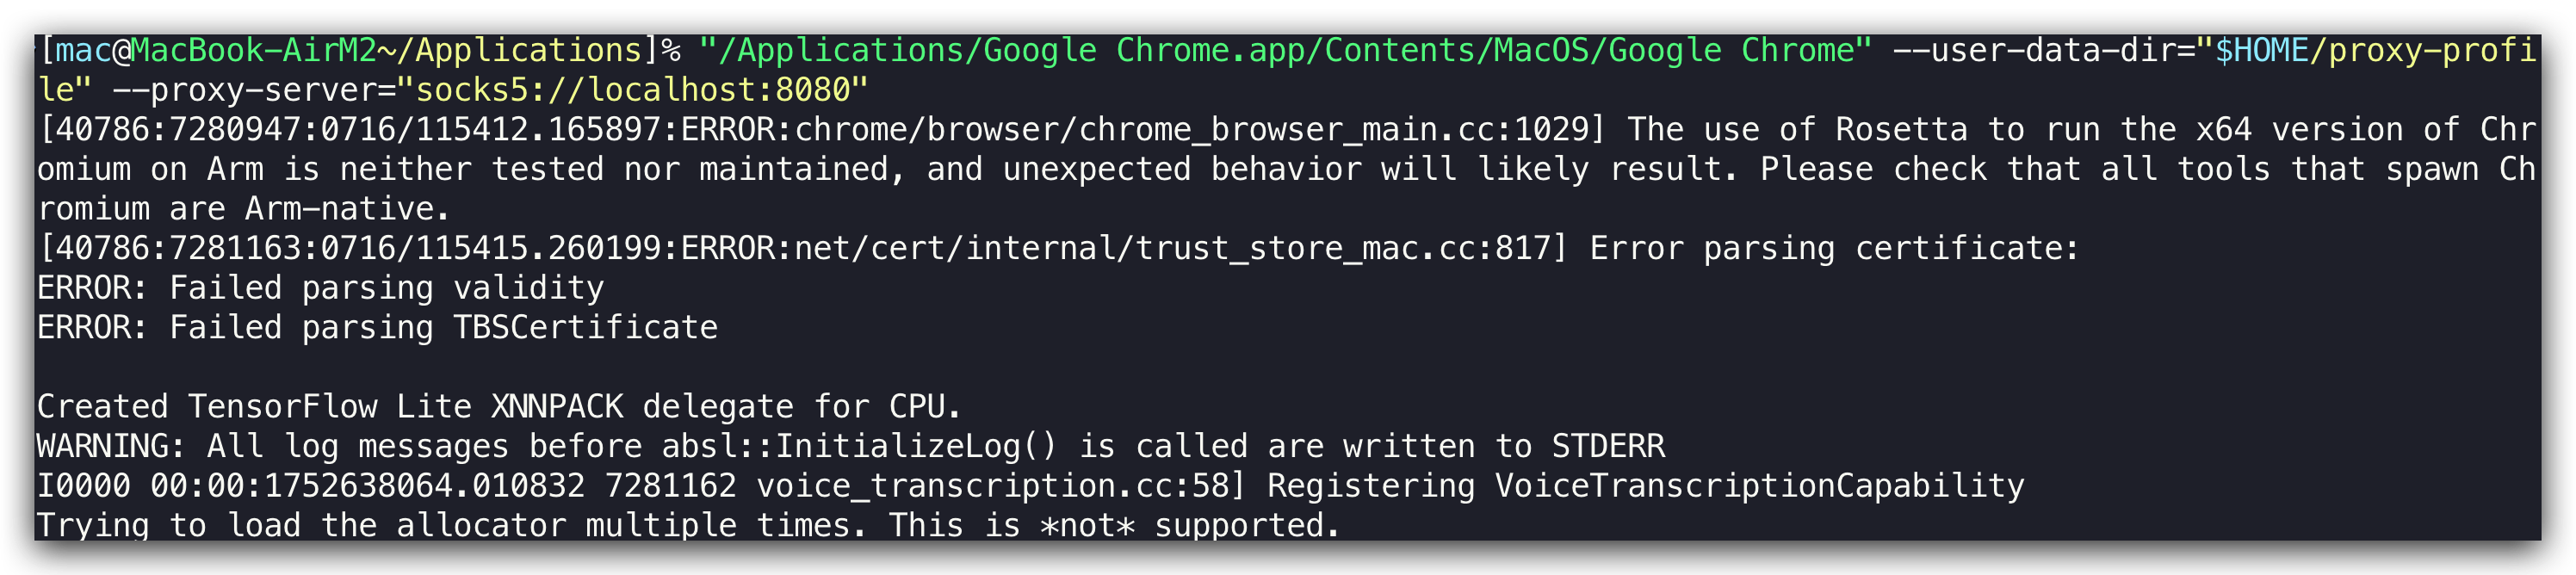 [mac@MacBook-AirM2~/Applications]% "/Applications/Google Chrome.app/Contents/MacOS/Google Chrome" --user-data-dir="$HOME/proxy-profi
le" --proxy-server="socks5://localhost:8080"
[40786:7280947:0716/115412.165897:ERROR:chrome/browser/chrome_browser_main.cc:1029] The use of Rosetta to run the x64 version of Chr
omium on Arm is neither tested nor maintained, and unexpected behavior will likely result. Please check that all tools that spawn Ch
romium are Arm-native.
[40786:7281163:0716/115415.260199:ERROR:net/cert/internal/trust_store_mac.cc:817] Error parsing certificate:
ERROR: Failed parsing validity
ERROR: Failed parsing TBSCertificate
Created TensorFlow Lite XNNPACK delegate for CPU.
WARNING: All log messages before absl::InitializeLog() is called are written to STDERR
I0000 00:00:1752638064.010832 7281162 voice_transcription.cc:58] Registering VoiceTranscriptionCapability
Trying to load the allocator multiple times. This is *not* supported.